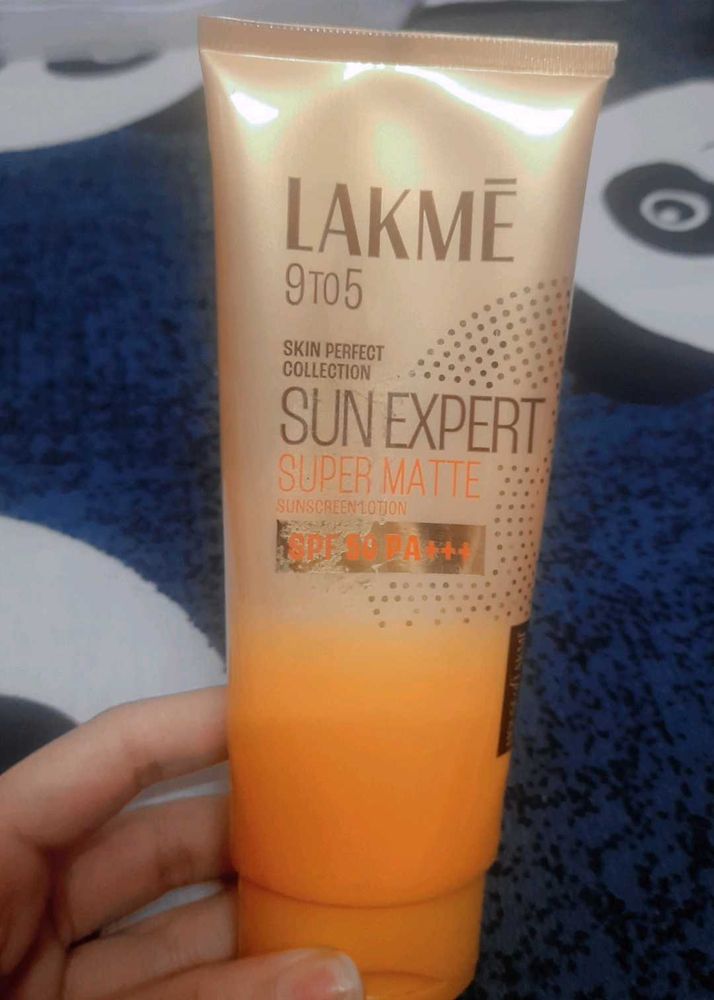 LAKMĒ
9TO5
SKIN PERFECT
COLLECTION
SUN EXPERT
SUPER MATTE
SUNSCREEN LOTION
SPF 50 PA+++